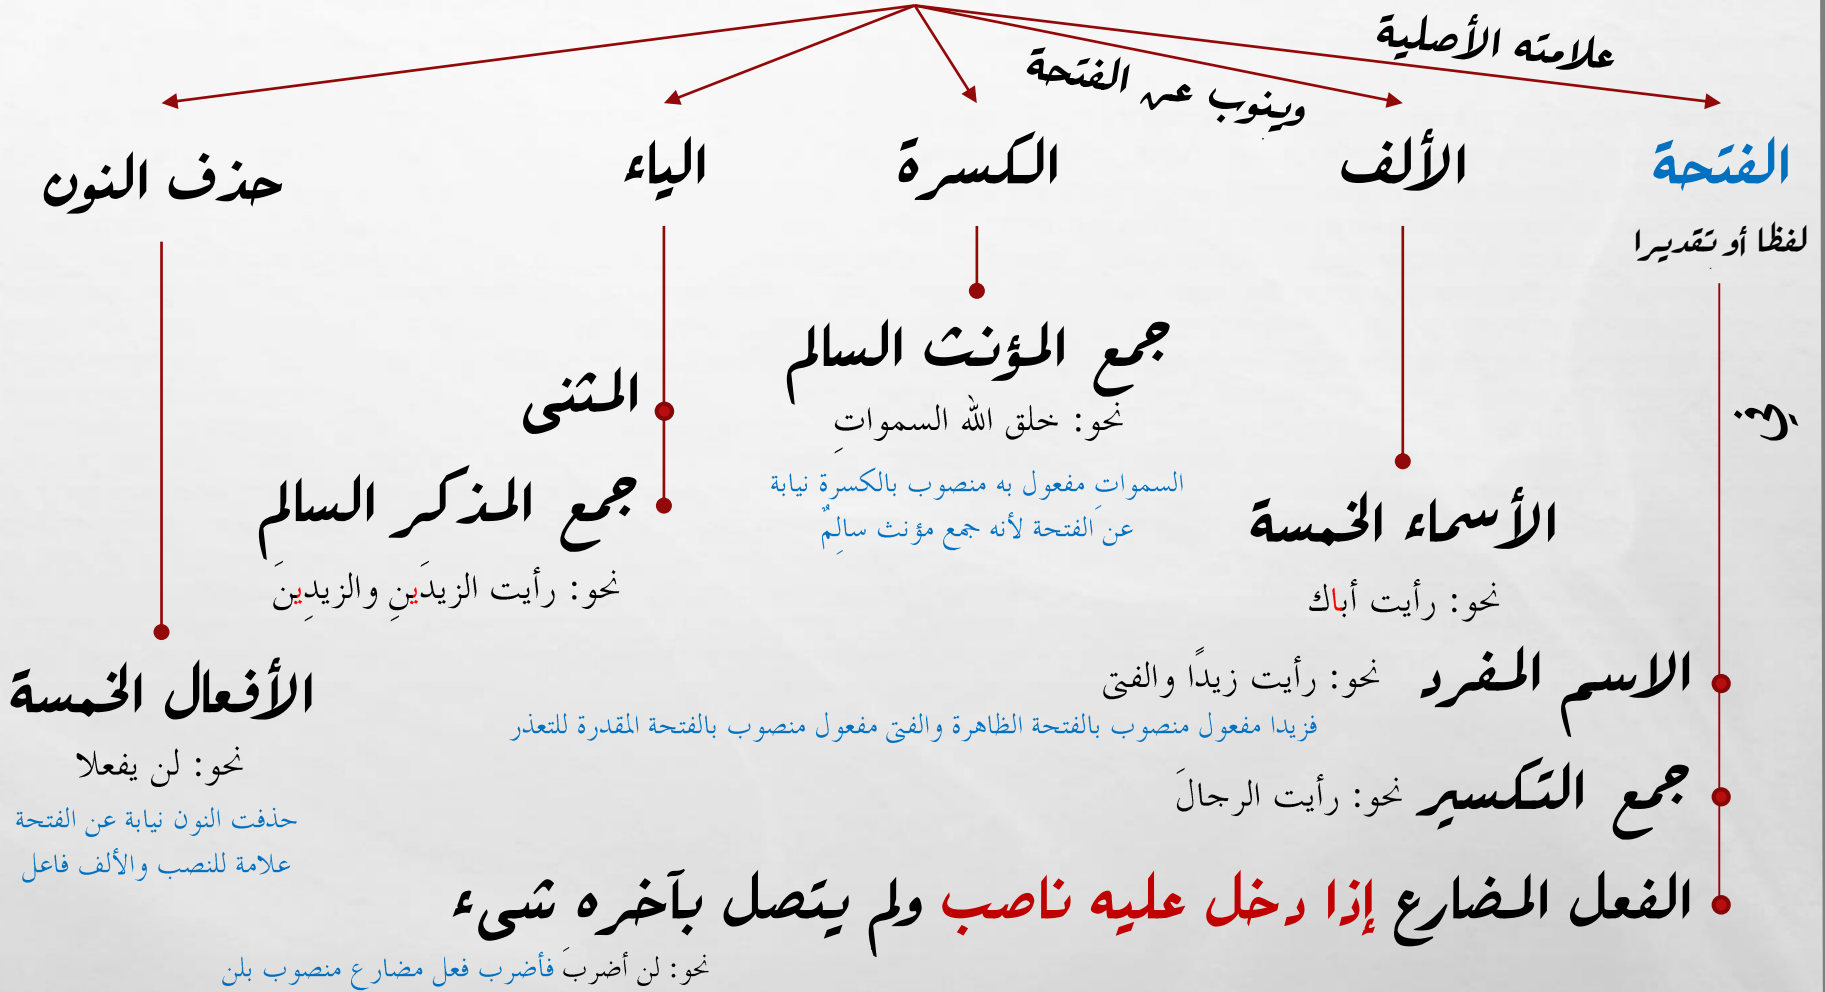 علامته الأصلية
وينوب عن الفتحة
الفتحة
لفظا أو تقديرا
في
الاسم المفرد نحو: رأيت زيدًا والفتى
فزيدا مفعول منصوب بالفتحة الظاهرة والفتى مفعول منصوب بالفتحة المقدرة للتعذر
جمع التكسير نحو: رأيت الرجالَ
الفعل المضارع إذا دخل عليه ناصب ولم يتصل بآخره شيء
نحو: لن أضربَ فأضرب فعل مضارع منصوب بلن
الألف
الأسماء الخمسة
نحو: رأيت أباك
الكسرة
جمع المؤنث السالم
نحو: خلق الله السمواتِ
السمواتِ مفعول به منصوب بالكسرة نيابة
عن الفتحة لأنه جمع مؤنث سالِمٌ
الياء
المثنى
جمع المذكر السالم
نحو: رأيت الزيدَينِ والزيدِينَ
حذف النون
الأفعال الخمسة
نحو: لن يفعلا
حذفت النون نيابة عن الفتحة
علامة للنصب والألف فاعل